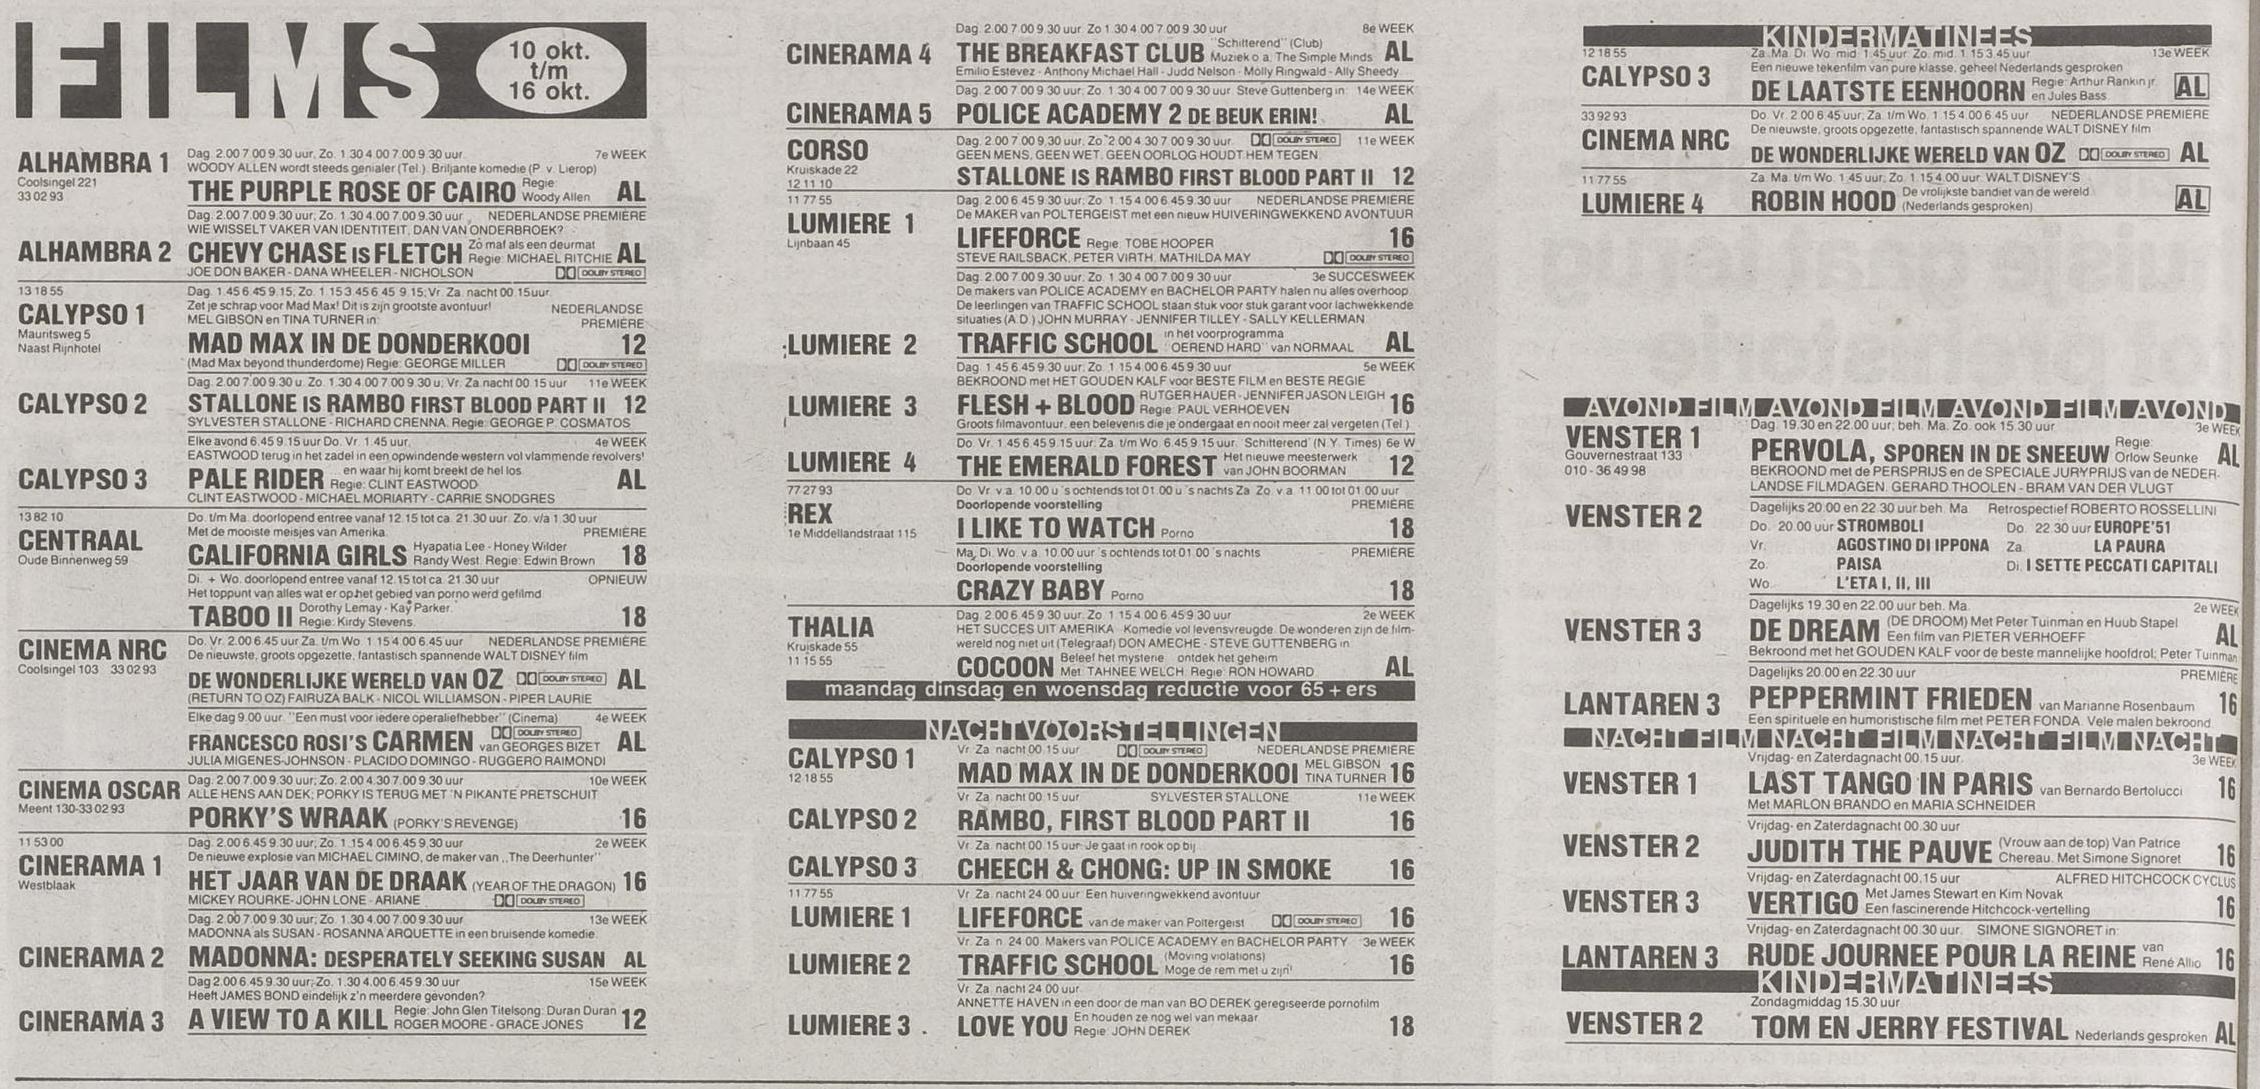 FILMS
10 okt.
t/m
16 okt.
ALHAMBRA 1
Coolsingel 221
33 02 93
Dag. 2.00 7.00 9.30 uur, Zo. 1.30 4.00 7.00 9.30 uur. 7e WEEK
WOODY ALLEN wordt steeds genialer (Tel.). Briljante komedie (P. v. Lierop)
THE PURPLE ROSE OF CAIRO Regie: Woody Allen AL
ALHAMBRA 2
Dag. 2.00 7.00 9.30 uur; Zo. 1.30 4.00 7.00 9.30 uur. NEDERLANDSE PREMIÈRE
WIE WISSELT VAKER VAN IDENTITEIT, DAN VAN ONDERBROEK?
CHEVY CHASE IS FLETCH Zo maf als een deurmat Regie: MICHAEL RITCHIE AL
JOE DON BAKER - DANA WHEELER - NICHOLSON DOLBY STEREO
13 18 55
CALYPSO 1
Mauritsweg 5
Naast Rijnhotel
Dag. 1.45 6.45 9.15, Zo. 1.15 3.45 6.45 9.15; Vr. Za. nacht 00.15 uur.
Zet je schrap voor Mad Max! Dit is zijn grootste avontuur! NEDERLANDSE
MEL GIBSON en TINA TURNER in: PREMIÈRE
MAD MAX IN DE DONDERKOOI 12
(Mad Max beyond thunderdome) Regie: GEORGE MILLER DOLBY STEREO
CALYPSO 2
Dag. 2.00 7.00 9.30 u. Zo. 1.30 4.00 7.00 9.30 u; Vr. Za nacht 00.15 uur 11e WEEK
STALLONE IS RAMBO FIRST BLOOD PART II 12
SYLVESTER STALLONE - RICHARD CRENNA. Regie: GEORGE P. COSMATOS
CALYPSO 3
Elke avond 6.45 9.15 uur Do. Vr. 1.45 uur. 4e WEEK
EASTWOOD terug in het zadel in een opwindende western vol vlammende revolvers!
PALE RIDER ... en waar hij komt breekt de hel los Regie: CLINT EASTWOOD AL
CLINT EASTWOOD - MICHAEL MORIARTY - CARRIE SNODGRES
13 82 10
CENTRAAL
Oude Binnenweg 59
Do. t/m Ma. doorlopend entree vanaf 12.15 tot ca. 21.30 uur. Zo. v/a 1.30 uur
Met de mooiste meisjes van Amerika. PREMIÈRE
CALIFORNIA GIRLS Hyapatia Lee - Honey Wilder Randy West. Regie: Edwin Brown 18
Di. + Wo. doorlopend entree vanaf 12.15 tot ca. 21.30 uur OPNIEUW
Het toppunt van alles wat er op het gebied van porno werd gefilmd
TABOO II Dorothy Lemay - Kay Parker. Regie: Kirdy Stevens. 18
CINEMA NRC
Coolsingel 103 33 02 93
Do. Vr. 2.00 6.45 uur Za. t/m Wo. 1.15 4.00 6.45 uur NEDERLANDSE PREMIÈRE
De nieuwste, groots opgezette, fantastisch spannende WALT DISNEY film
DE WONDERLIJKE WERELD VAN OZ DOLBY STEREO AL
(RETURN TO OZ) FAIRUZA BALK - NICOL WILLIAMSON - PIPER LAURIE
Elke dag 9.00 uur. "Een must voor iedere operaliefhebber" (Cinema) 4e WEEK
FRANCESCO ROSI'S CARMEN DOLBY STEREO van GEORGES BIZET AL
JULIA MIGENES-JOHNSON - PLACIDO DOMINGO - RUGGERO RAIMONDI
CINEMA OSCAR
Meent 130-33 02 93
Dag. 2.00 7.00 9.30 uur; Zo. 2.00 4.30 7.00 9.30 uur 10e WEEK
ALLE HENS AAN DEK; PORKY IS TERUG MET 'N PIKANTE PRETSCHUIT
PORKY'S WRAAK (PORKY'S REVENGE) 16
11 53 00
CINERAMA 1
Westblaak
Dag. 2.00 6.45 9.30 uur; Zo. 1.15 4.00 6.45 9.30 uur 2e WEEK
De nieuwe explosie van MICHAEL CIMINO, de maker van ,,The Deerhunter''
HET JAAR VAN DE DRAAK (YEAR OF THE DRAGON) 16
MICKEY ROURKE- JOHN LONE - ARIANE DOLBY STEREO
CINERAMA 2
Dag. 2.00 7.00 9.30 uur; Zo. 1.30 4.00 7.00 9.30 uur 13e WEEK
MADONNA als SUSAN - ROSANNA ARQUETTE in een bruisende komedie.
MADONNA: DESPERATELY SEEKING SUSAN AL
CINERAMA 3
Dag 2.00 6.45 9.30 uur; Zo. 1.30 4.00 6.45 9.30 uur 15e WEEK
Heeft JAMES BOND eindelijk z'n meerdere gevonden?
A VIEW TO A KILL Regie: John Glen Titelsong: Duran Duran ROGER MOORE - GRACE JONES 12
CINERAMA 4
Dag. 2.00 7.00 9.30 uur. Zo 1.30 4.00 7.00 9.30 uur 8e WEEK
THE BREAKFAST CLUB "Schitterend" (Club) Muziek o.a. The Simple Minds AL
Emilio Estevez - Anthony Michael Hall - Judd Nelson - Molly Ringwald - Ally Sheedy
CINERAMA 5
Dag. 2.00 7.00 9.30 uur; Zo. 1.30 4.00 7.00 9.30 uur. Steve Guttenberg in: 14e WEEK
POLICE ACADEMY 2 DE BEUK ERIN! AL
CORSO
Kruiskade 22
12 11 10
Dag. 2.00 7.00 9.30 uur, Zo. 2.00 4.30 7.00 9.30 uur. DOLBY STEREO 11e WEEK
GEEN MENS, GEEN WET, GEEN OORLOG HOUDT HEM TEGEN
STALLONE IS RAMBO FIRST BLOOD PART II 12
11 77 55
LUMIERE 1
Lijnbaan 45
Dag. 2.00 6.45 9.30 uur; Zo. 1.15 4.00 6.45 9.30 uur NEDERLANDSE PREMIÈRE
De MAKER van POLTERGEIST met een nieuw HUIVERINGWEKKEND AVONTUUR
LIFEFORCE Regie: TOBE HOOPER 16
STEVE RAILSBACK, PETER VIRTH, MATHILDA MAY DOLBY STEREO
LUMIERE 2
Dag. 2.00 7.00 9.30 uur; Zo. 1.30 4.00 7.00 9.30 uur 3e SUCCESWEEK
De makers van POLICE ACADEMY en BACHELOR PARTY halen nu alles overhoop.
De leerlingen van TRAFFIC SCHOOL staan stuk voor stuk garant voor lachwekkende
situaties (A.D.) JOHN MURRAY - JENNIFER TILLEY - SALLY KELLERMAN
TRAFFIC SCHOOL in het voorprogramma "OEREND HARD" van NORMAAL AL
LUMIERE 3
Dag. 1.45 6.45 9.30 uur; Zo. 1.15 4.00 6.45 9.30 uur 5e WEEK
BEKROOND met HET GOUDEN KALF voor BESTE FILM en BESTE REGIE
FLESH + BLOOD RUTGER HAUER - JENNIFER JASON LEIGH Regie: PAUL VERHOEVEN 16
Groots filmavontuur, een belevenis die je ondergaat en nooit meer zal vergeten (Tel.)
LUMIERE 4
Do. Vr. 1.45 6.45 9.15 uur; Za. t/m Wo. 6.45 9.15 uur. Schitterend' (N.Y. Times) 6e W
THE EMERALD FOREST Het nieuwe meesterwerk van JOHN BOORMAN 12
77 27 93
REX
1e Middellandstraat 115
Do. Vr. v.a. 10.00 u 's ochtends tot 01.00 u 's nachts Za. Zo. v.a. 11.00 tot 01.00 uur
Doorlopende voorstelling PREMIÈRE
I LIKE TO WATCH Porno 18
Ma, Di. Wo. v.a. 10.00 uur 's ochtends tot 01.00 's nachts PREMIÈRE
Doorlopende voorstelling
CRAZY BABY Porno 18
THALIA
Kruiskade 55
11 15 55
Dag. 2.00 6.45 9.30 uur Zo. 1.15 4.00 6.45 9.30 uur 2e WEEK
HET SUCCES UIT AMERIKA Komedie vol levensvreugde. De wonderen zijn de film-
wereld nog niet uit (Telegraaf) DON AMECHE - STEVE GUTTENBERG in
COCOON Beleef het mysterie ontdek het geheim Met: TAHNEE WELCH. Regie: RON HOWARD AL
maandag dinsdag en woensdag reductie voor 65 + ers
NACHTVOORSTELLINGEN
CALYPSO 1
12 18 55
Vr. Za. nacht 00.15 uur DOLBY STEREO NEDERLANDSE PREMIÈRE
MAD MAX IN DE DONDERKOOI MEL GIBSON TINA TURNER 16
CALYPSO 2
Vr. Za. nacht 00.15 uur SYLVESTER STALLONE 11e WEEK
RAMBO, FIRST BLOOD PART II 16
CALYPSO 3
Vr. Za. nacht 00.15 uur. Je gaat in rook op bij
CHEECH & CHONG: UP IN SMOKE 16
11 77 55
LUMIERE 1
Vr. Za. nacht 24.00 uur Een huiveringwekkend avontuur
LIFEFORCE van de maker van Poltergeist DOLBY STEREO 16
LUMIERE 2
Vr. Za. n. 24.00. Makers van POLICE ACADEMY en BACHELOR PARTY 3e WEEK
TRAFFIC SCHOOL (Moving violations) Moge de rem met u zijn! 16
LUMIERE 3
Vr. Za. nacht 24.00 uur.
ANNETTE HAVEN in een door de man van BO DEREK geregisseerde pornofilm
LOVE YOU En houden ze nog wel van mekaar Regie: JOHN DEREK 18
KINDERMATINEES
12 18 55
CALYPSO 3
Za. Ma. Di. Wo. mid. 1.45 uur Zo. mid. 1.15 3.45 uur. 13e WEEK
Een nieuwe tekenfilm van pure klasse, geheel Nederlands gesproken
DE LAATSTE EENHOORN Regie: Arthur Rankin jr. en Jules Bass. AL
33 92 93
CINEMA NRC
Do. Vr. 2.00 6.45 uur; Za. t/m Wo. 1.15 4.00 6.45 uur NEDERLANDSE PREMIÈRE
De nieuwste, groots opgezette, fantastisch spannende WALT DISNEY film
DE WONDERLIJKE WERELD VAN OZ DOLBY STEREO AL
11 77 55
LUMIERE 4
Za. Ma. t/m Wo. 1.45 uur; Zo. 1.15 4.00 uur. WALT DISNEY'S
ROBIN HOOD De vrolijkste bandiet van de wereld (Nederlands gesproken) AL
AVOND FILM AVOND FILM AVOND FILM AVOND
VENSTER 1
Gouvernestraat 133
010 - 36 49 98
Dag. 19.30 en 22.00 uur; beh. Ma. Zo. ook 15.30 uur 3e WEEK
PERVOLA, SPOREN IN DE SNEEUW Regie: Orlow Seunke AL
BEKROOND met de PERSPRIJS en de SPECIALE JURYPRIJS van de NEDER-
LANDSE FILMDAGEN. GERARD THOOLEN - BRAM VAN DER VLUGT
VENSTER 2
Dagelijks 20.00 en 22.30 uur beh. Ma. Retrospectief ROBERTO ROSSELLINI
Do. 20.00 uur STROMBOLI Do. 22.30 uur EUROPE'51
Vr. AGOSTINO DI IPPONA Za. LA PAURA
Zo. PAISA Di. I SETTE PECCATI CAPITALI
Wo. L'ETA I, II, III
VENSTER 3
Dagelijks 19.30 en 22.00 uur beh. Ma. 2e WEEK
DE DREAM (DE DROOM) Met Peter Tuinman en Huub Stapel Een film van PIETER VERHOEFF AL
Bekroond met het GOUDEN KALF voor de beste mannelijke hoofdrol; Peter Tuinman
LANTAREN 3
Dagelijks 20.00 en 22.30 uur PREMIÈRE
PEPPERMINT FRIEDEN van Marianne Rosenbaum 16
Een spirituele en humoristische film met PETER FONDA. Vele malen bekroond.
NACHT FILM NACHT FILM NACHT FILM NACHT
VENSTER 1
Vrijdag- en Zaterdagnacht 00.15 uur. 3e WEEK
LAST TANGO IN PARIS van Bernardo Bertolucci 16
Met MARLON BRANDO en MARIA SCHNEIDER
VENSTER 2
Vrijdag- en Zaterdagnacht 00.30 uur
JUDITH THE PAUVE (Vrouw aan de top) Van Patrice Chereau. Met Simone Signoret 16
VENSTER 3
Vrijdag- en Zaterdagnacht 00.15 uur ALFRED HITCHCOCK CYCLUS
VERTIGO Met James Stewart en Kim Novak Een fascinerende Hitchcock-vertelling 16
LANTAREN 3
Vrijdag- en Zaterdagnacht 00.30 uur. SIMONE SIGNORET in:
RUDE JOURNEE POUR LA REINE van René Allio 16
KINDERMATINEES
VENSTER 2
Zondagmiddag 15.30 uur
TOM EN JERRY FESTIVAL Nederlands gesproken AL